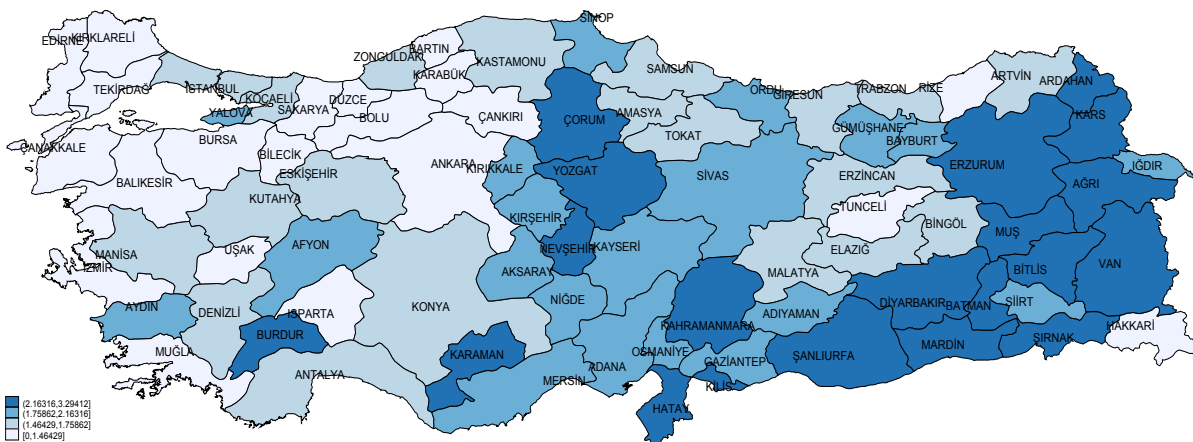 SİNOP
EDİRNE
KIRKLARELİ
BARTIN
ZONGULDAK
KASTAMONU
SAMSUN
ARTVİN
ARDAHAN
TEKİRDAĞ
İSTANBUL
KOCAELİ
KARABÜK
ORDU
GİRESUN
TRABZON
RİZE
YALOVA
SAKARYA
DÜZCE
BOLU
ÇANKIRI
ÇORUM
AMASYA
KARS
ÇANAKKALE
BURSA
BİLECİK
TOKAT
GÜMÜŞHANE
BAYBURT
ERZURUM
IĞDIR
BALIKESİR
ESKİŞEHİR
ANKARA
KIRIKKALE
YOZGAT
SİVAS
ERZİNCAN
AĞRI
KUTAHYA
KIRŞEHİR
TUNCELİ
BİNGÖL
MUŞ
MANİSA
UŞAK
AFYON
NEVŞEHİR
KAYSERİ
ELAZIĞ
VAN
İZMİR
AKSARAY
MALATYA
BİTLİS
AYDIN
DENİZLİ
ISPARTA
KONYA
NİĞDE
DİYARBAKIR
BATMAN
SİİRT
ADIYAMAN
BURDUR
KAHRAMANMARA
HAKKARİ
MUĞLA
KARAMAN
OSMANİYE
GAZİANTEP
ŞANLIURFA
MARDİN
ŞIRNAK
ANTALYA
MERSİN
ADANA
KİLİS
HATAY
(2.16316,3.29412]
(1.75862,2.16316]
(1.46429,1.75862]
[0,1.46429]